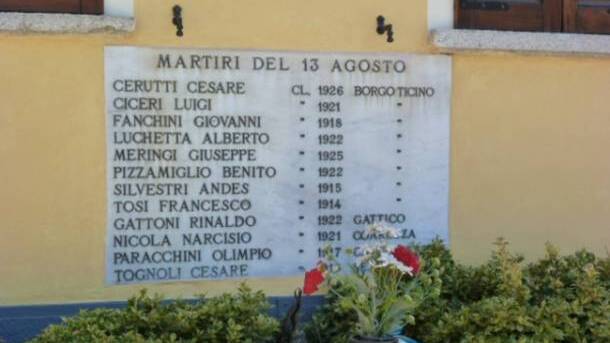 MARTIRI DEL 13 AGOSTO
CERUTTI CESARE CL. 1926 BORGO TICINO
CICERI LUIGI " 1921 "
FANCHINI GIOVANNI " 1918 "
LUCHETTA ALBERTO " 1922 "
MERINGI GIUSEPPE " 1925 "
PIZZAMIGLIO BENITO " 1922 "
SILVESTRI ANDES " 1915 "
TOSI FRANCESCO " 1914 "
GATTONI RINALDO " 1922 GATTICO
NICOLA NARCISIO " 1921
PARACCHINI OLIMPIO "
TOGNOLI CESARE "